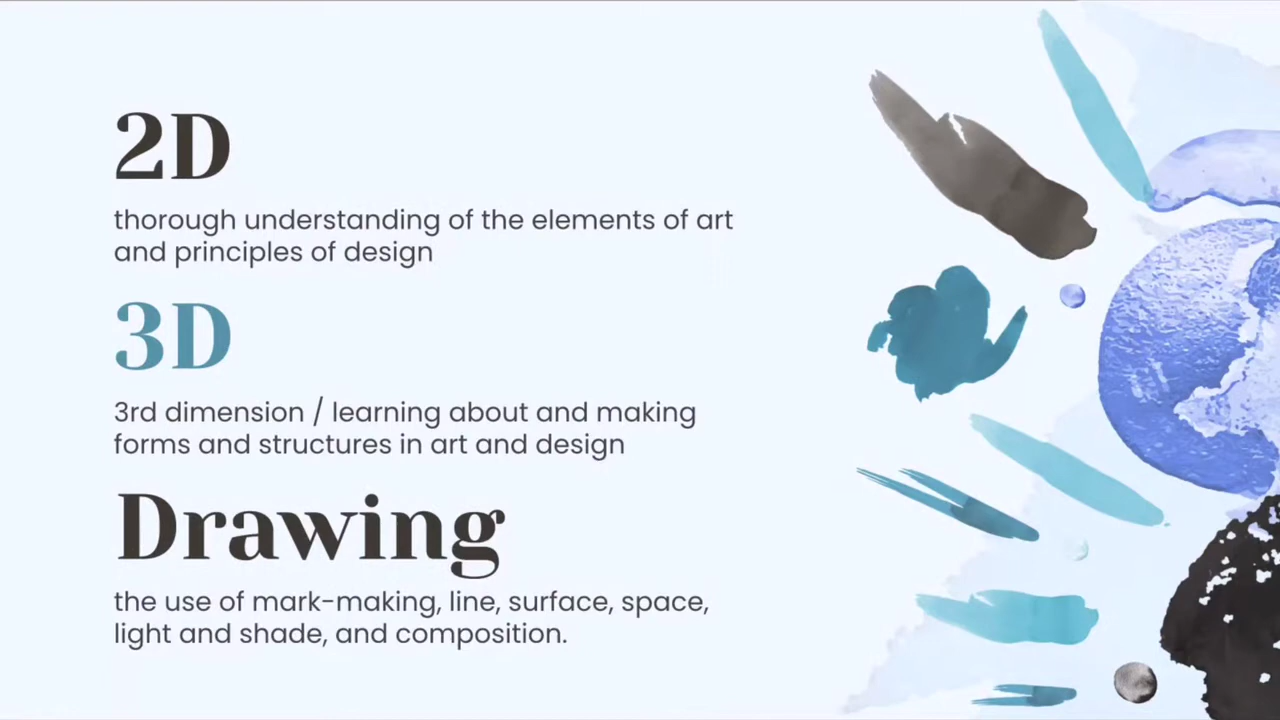 2D
thorough understanding of the elements of art
and principles of design
3D
3rd dimension / learning about and making
forms and structures in art and design
Drawing
the use of mark-making, line, surface, space,
light and shade, and composition.